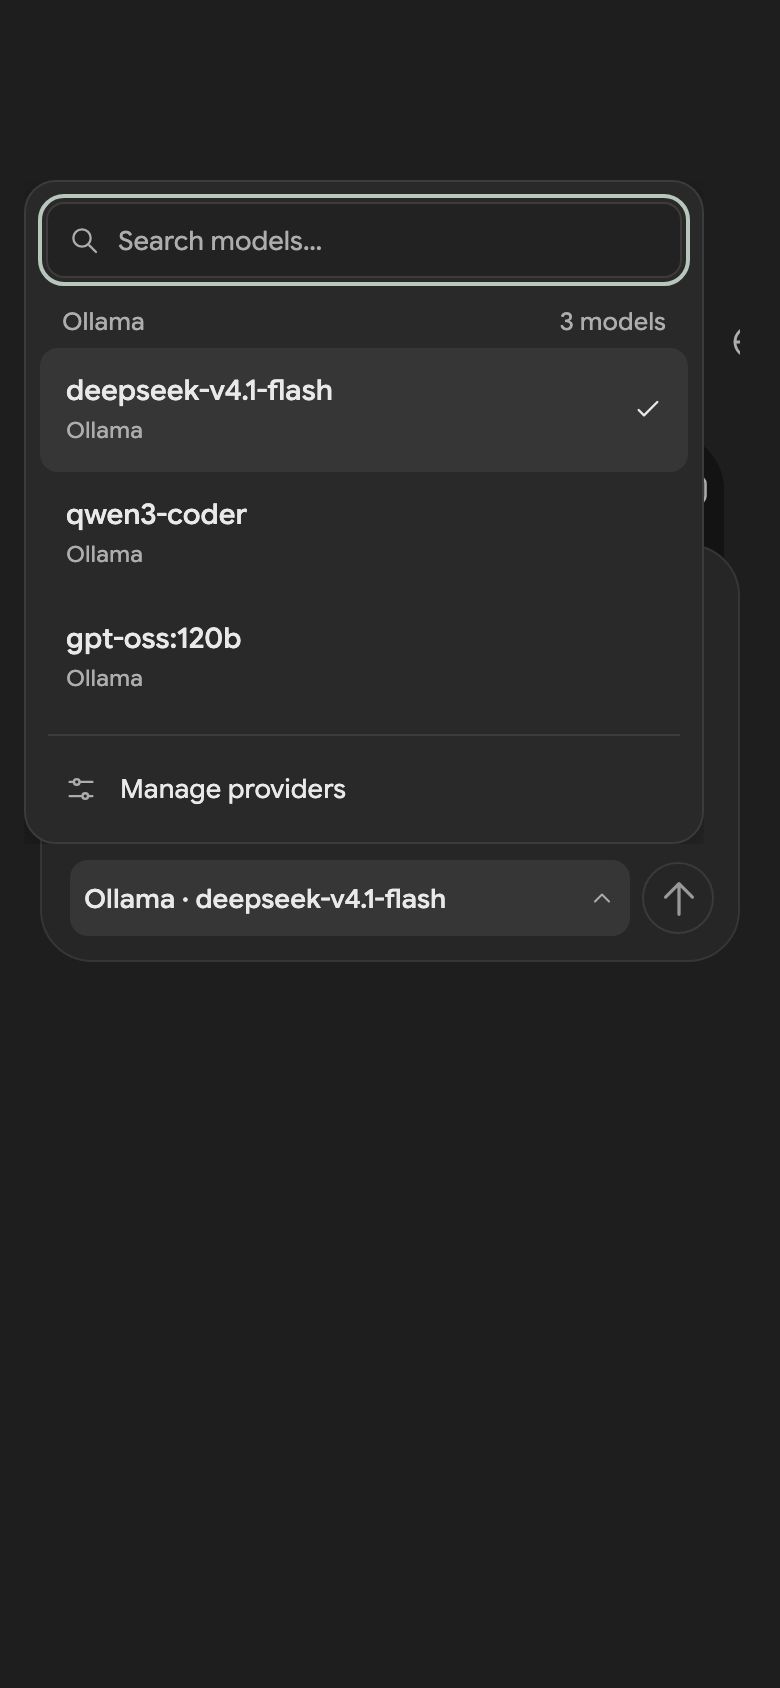 Search models...
Ollama 3 models
deepseek-v4.1-flash
Ollama
qwen3-coder
Ollama
gpt-oss:120b
Ollama
Manage providers
Ollama · deepseek-v4.1-flash